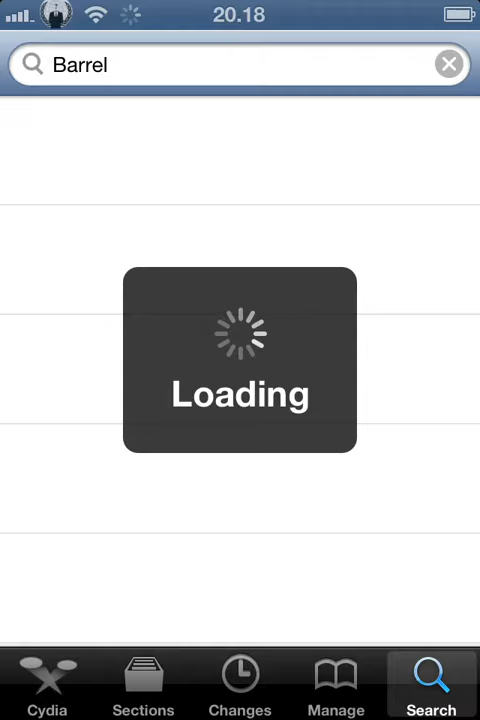 20.18
Barrel
Loading
Cydia
Sections
Changes
Manage
Search